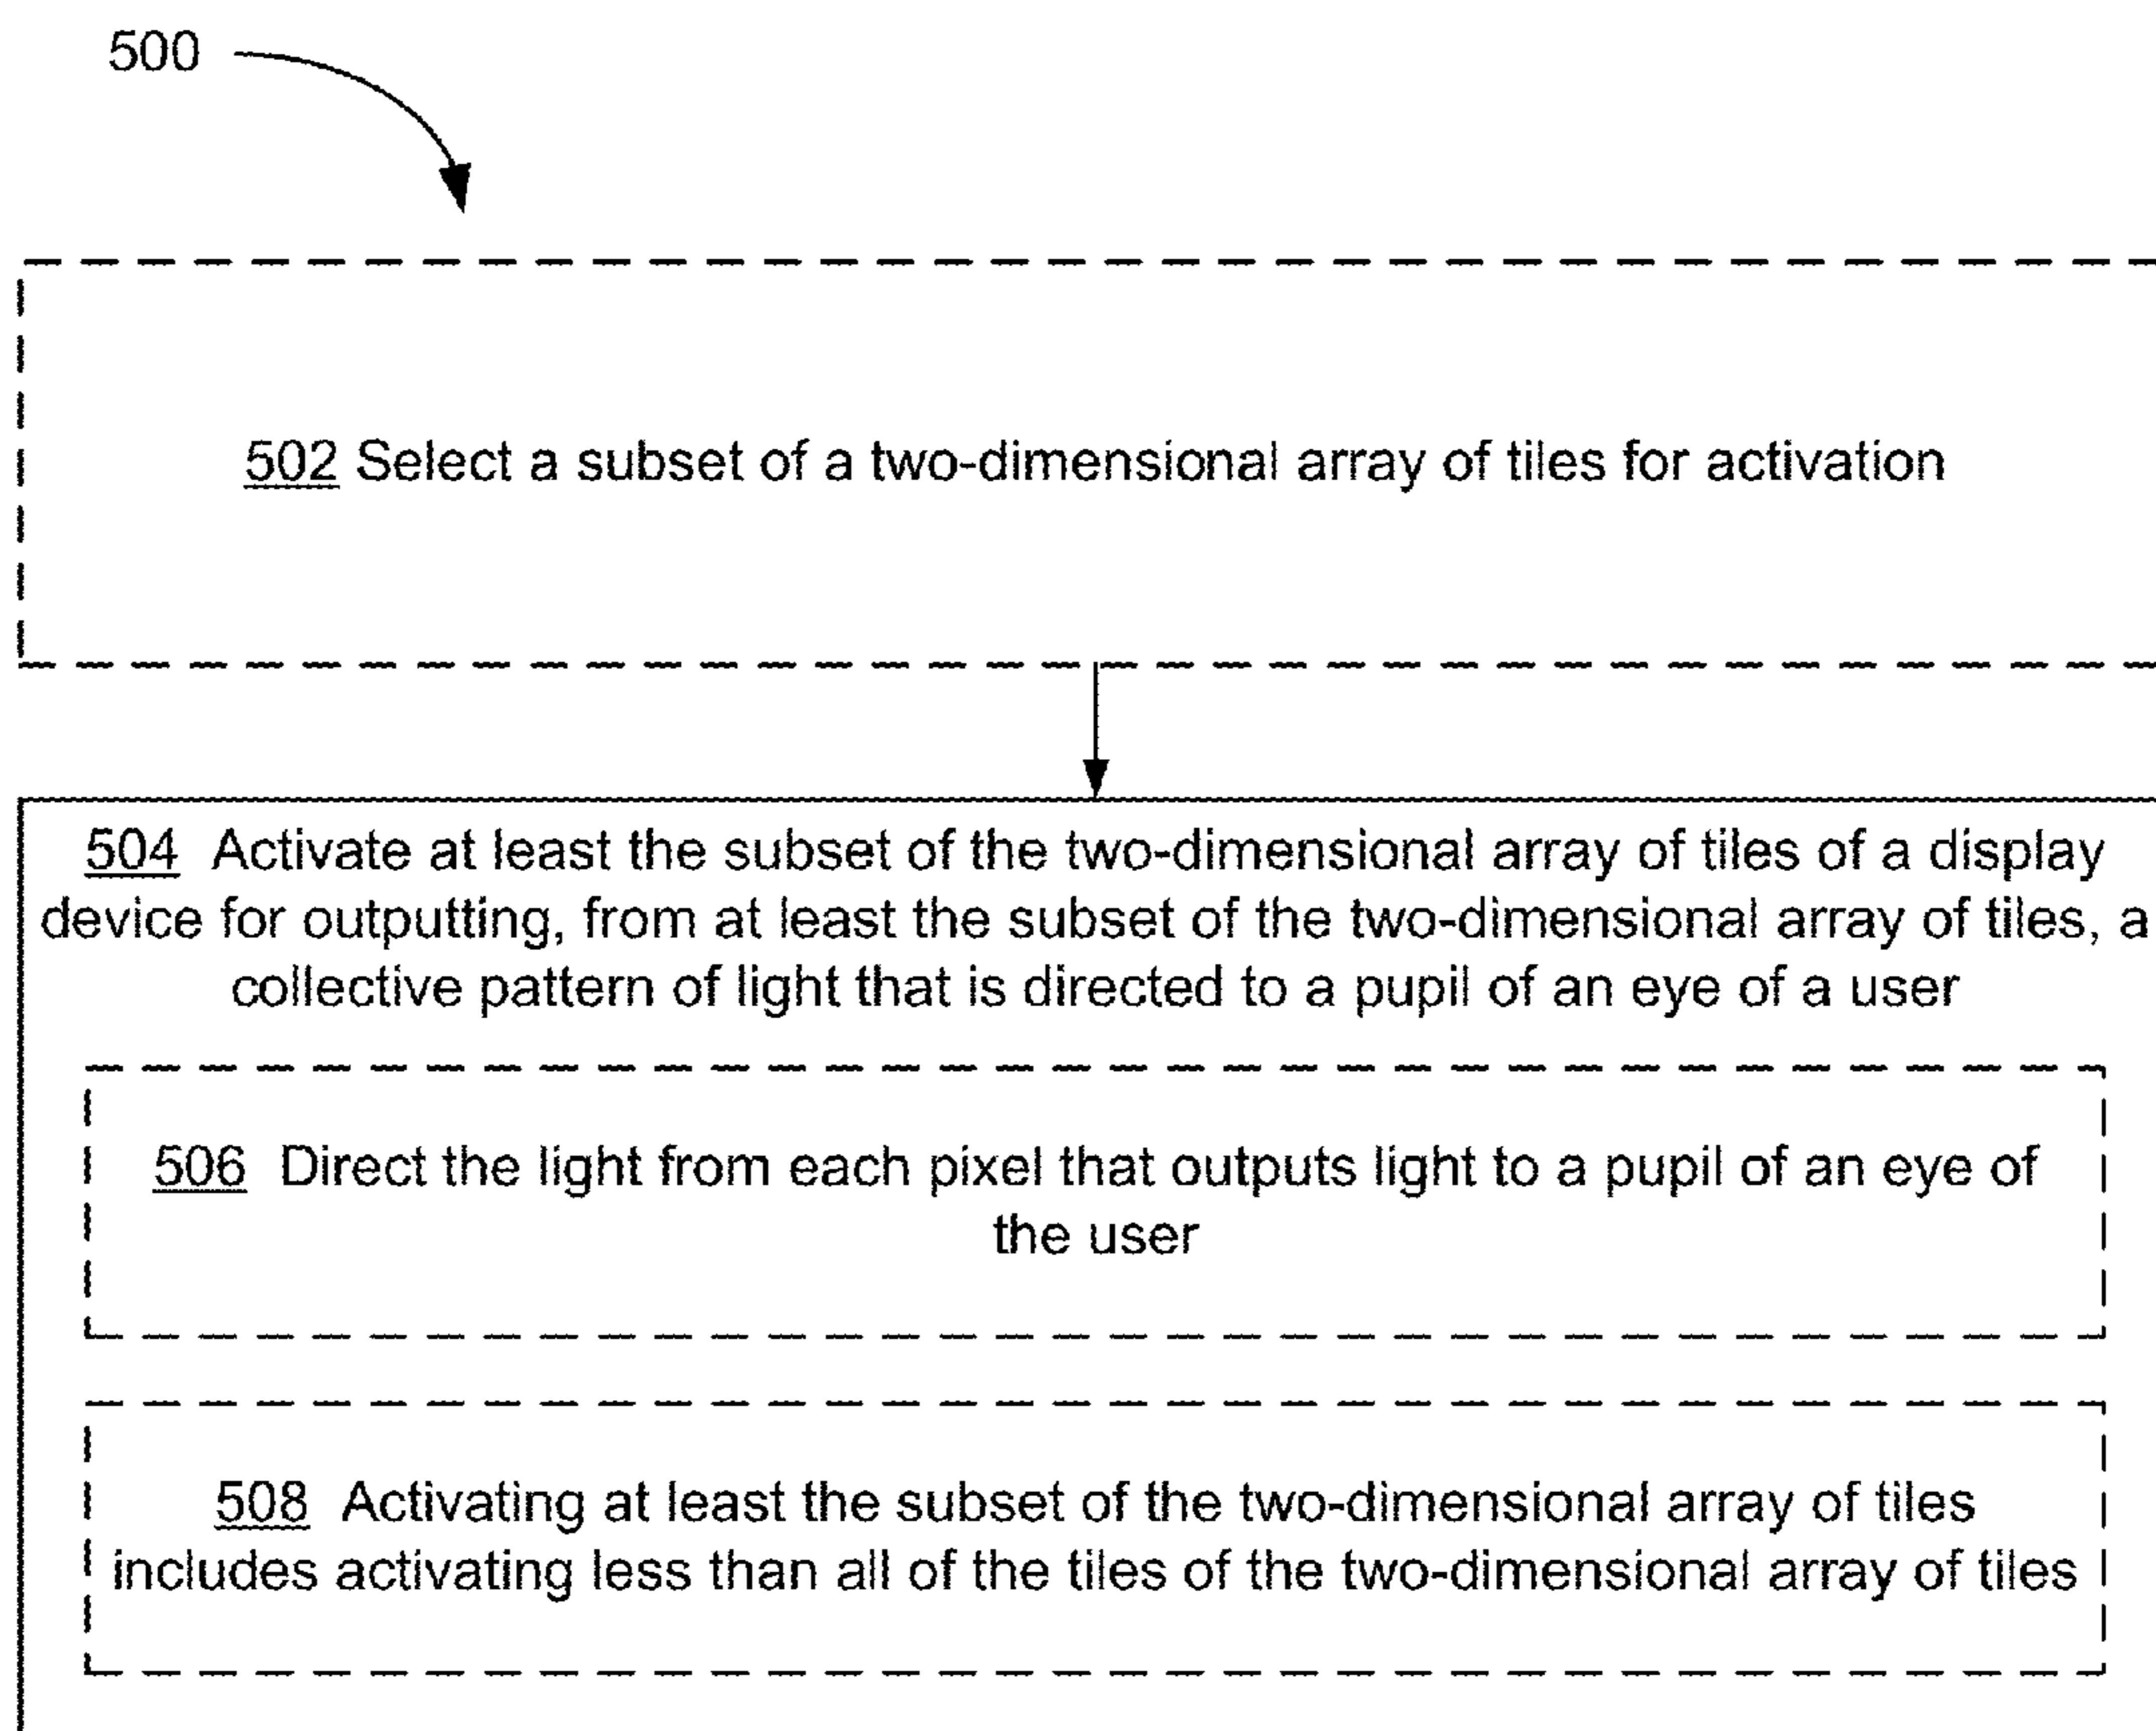 500
502 Select a subset of a two-dimensional array of tiles for activation
504 Activate at least the subset of the two-dimensional array of tiles of a display
device for outputting, from at least the subset of the two-dimensional array of tiles, a
collective pattern of light that is directed to a pupil of an eye of a user
506 Direct the light from each pixel that outputs light to a pupil of an eye of
the user
508 Activating at least the subset of the two-dimensional array of tiles
includes activating less than all of the tiles of the two-dimensional array of tiles